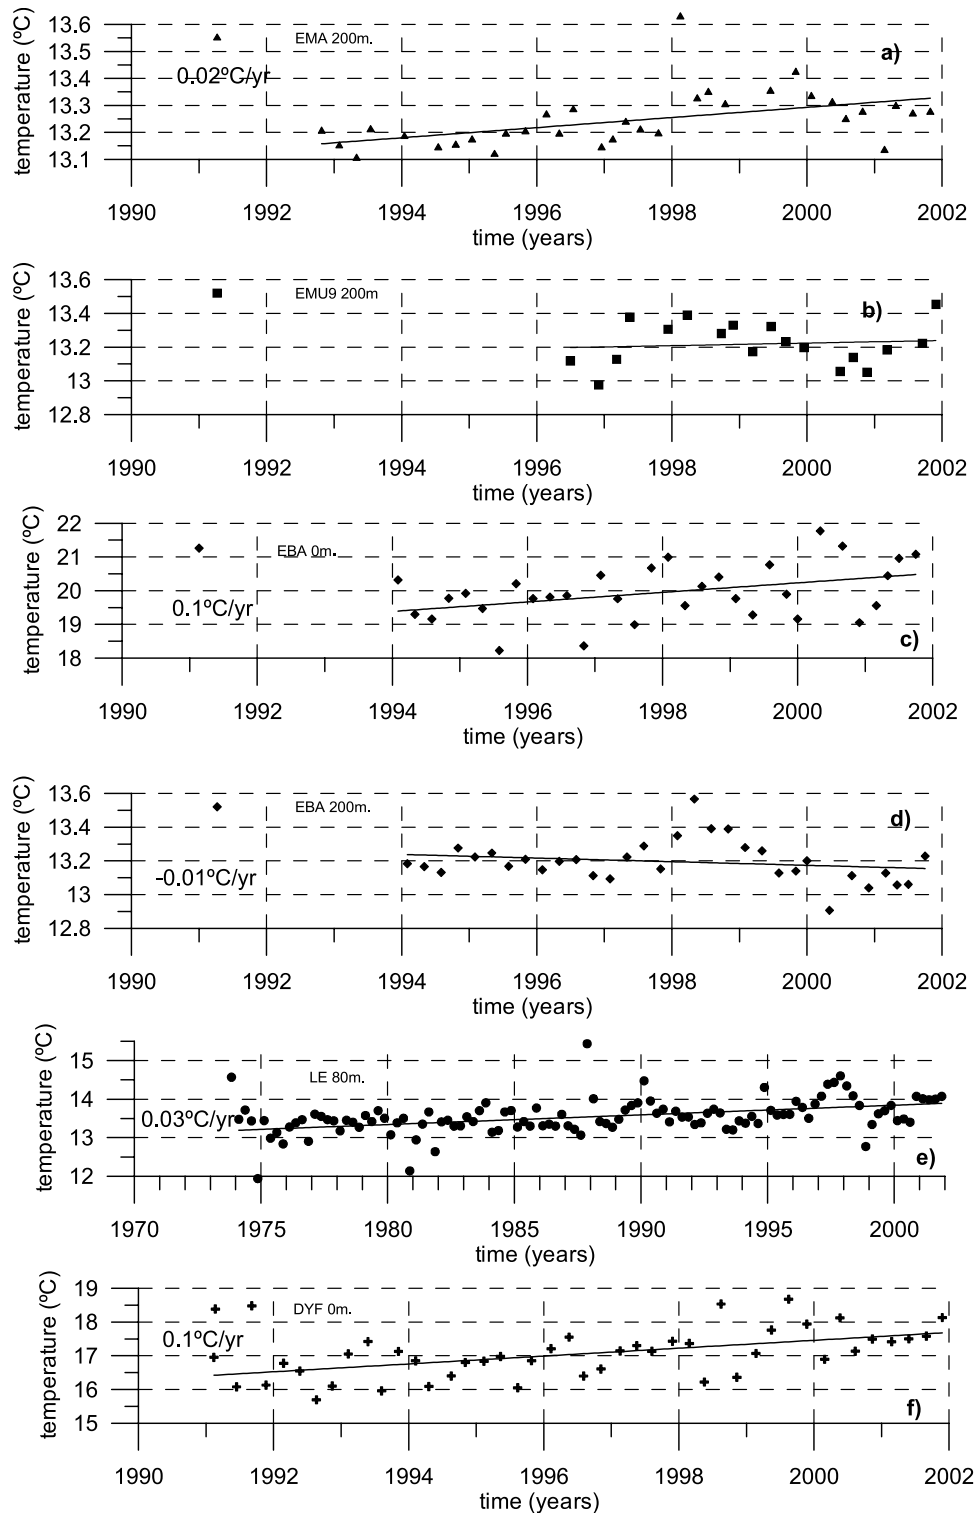 temperature (ºC)
13.6
13.5
13.4
13.3
13.2
13.1
EMA 200m.
a)
0.02ºC/yr
1990 1992 1994 1996 1998 2000 2002
time (years)
temperature (ºC)
13.6
13.4
13.2
13
12.8
EMU9 200m
b)
1990 1992 1994 1996 1998 2000 2002
time (years)
temperature (ºC)
22
21
20
19
18
EBA 0m.
0.1ºC/yr
c)
1990 1992 1994 1996 1998 2000 2002
time (years)
temperature (ºC)
13.6
13.4
13.2
13
12.8
EBA 200m.
d)
-0.01ºC/yr
1990 1992 1994 1996 1998 2000 2002
time (years)
temperature (ºC)
15
14
13
12
LE 80m.
0.03ºC/yr
e)
1970 1975 1980 1985 1990 1995 2000
time (years)
temperature (ºC)
19
18
17
16
15
DYF 0m.
0.1ºC/yr
f)
1990 1992 1994 1996 1998 2000 2002
time (years)